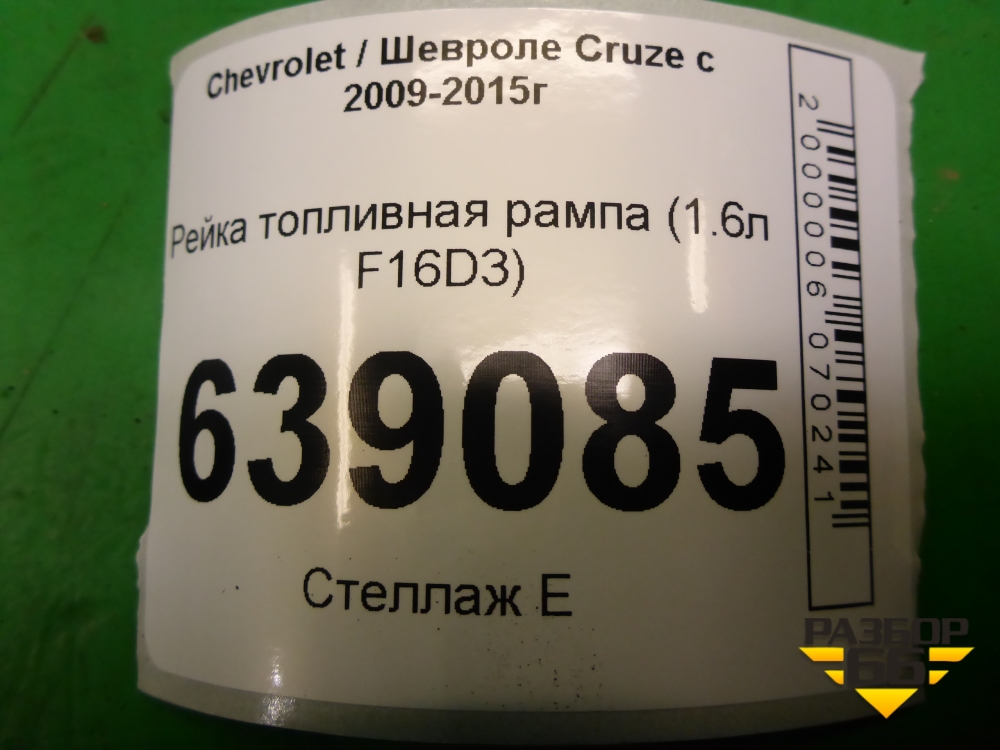 Chevrolet / Шевроле Cruze с
2009-2015г
Рейка топливная рампа (1.6л
F16D3)
639085
Стеллаж Е
2000006070241
РАЗБОР
66